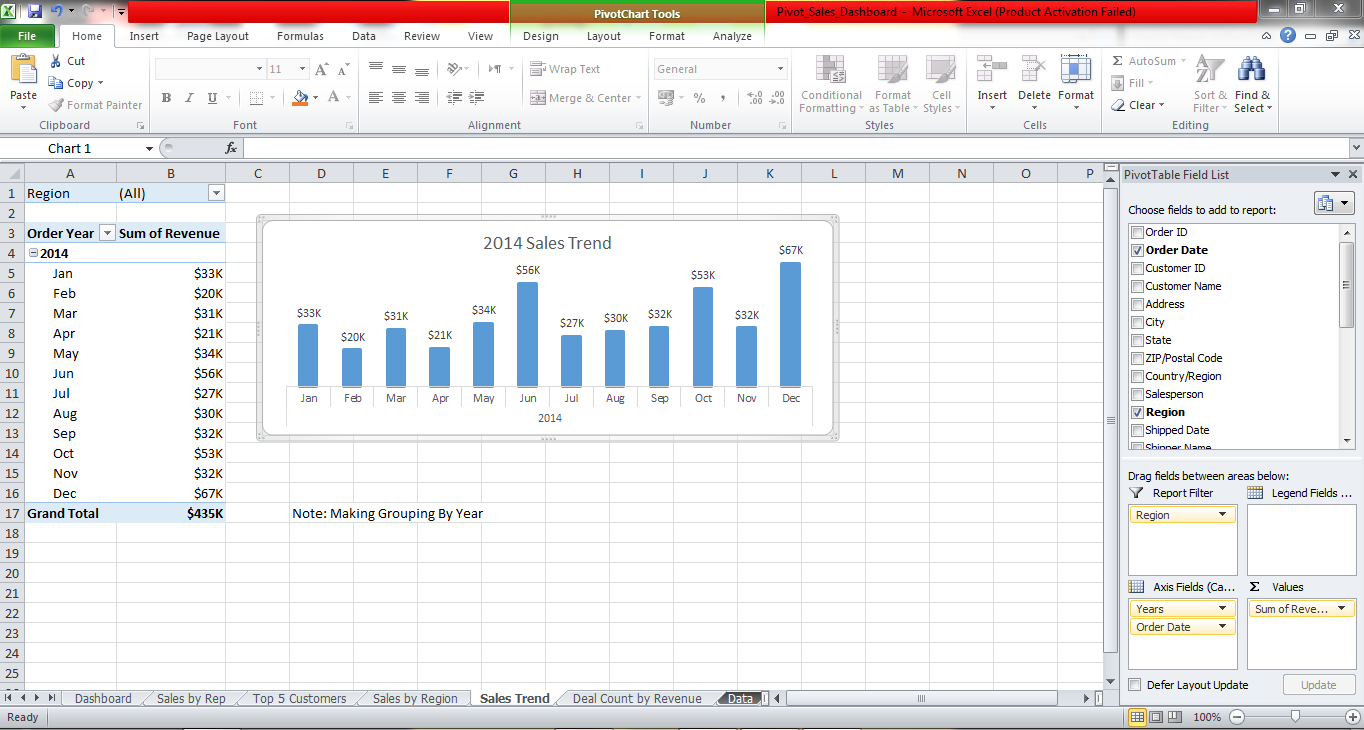 PivotChart Tools
Pivot_Sales_Dashboard - Microsoft Excel (Product Activation Failed)
File Home Insert Page Layout Formulas Data Review View Design Layout Format Analyze
Paste
Cut
Copy
Format Painter
Clipboard
11
A A
B I U A
Font
Wrap Text
Merge & Center
Alignment
General
% ,
Number
Conditional Formatting
Format as Table
Cell Styles
Styles
Insert
Delete
Format
Cells
Σ AutoSum
Fill
Clear
Sort & Filter
Find & Select
Editing
Chart 1
fx
A B C D E F G H I J K L M N O P
1 Region (All)
2
3 Order Year Sum of Revenue
4 2014
5 Jan $33K
6 Feb $20K
7 Mar $31K
8 Apr $21K
9 May $34K
10 Jun $56K
11 Jul $27K
12 Aug $30K
13 Sep $32K
14 Oct $53K
15 Nov $32K
16 Dec $67K
17 Grand Total $435K Note: Making Grouping By Year
18
19
20
21
22
23
24
25
2014 Sales Trend
$33K $20K $31K $21K $34K $56K $27K $30K $32K $53K $32K $67K
Jan Feb Mar Apr May Jun Jul Aug Sep Oct Nov Dec
2014
PivotTable Field List
Choose fields to add to report:
Order ID
Order Date
Customer ID
Customer Name
Address
City
State
ZIP/Postal Code
Country/Region
Salesperson
Region
Shipped Date
Shipper Name
Drag fields between areas below:
Report Filter
Legend Fields ...
Region
Axis Fields (Ca...
Σ Values
Years
Sum of Reve...
Order Date
Defer Layout Update
Update
Dashboard Sales by Rep Top 5 Customers Sales by Region Sales Trend Deal Count by Revenue Data
Ready
100%